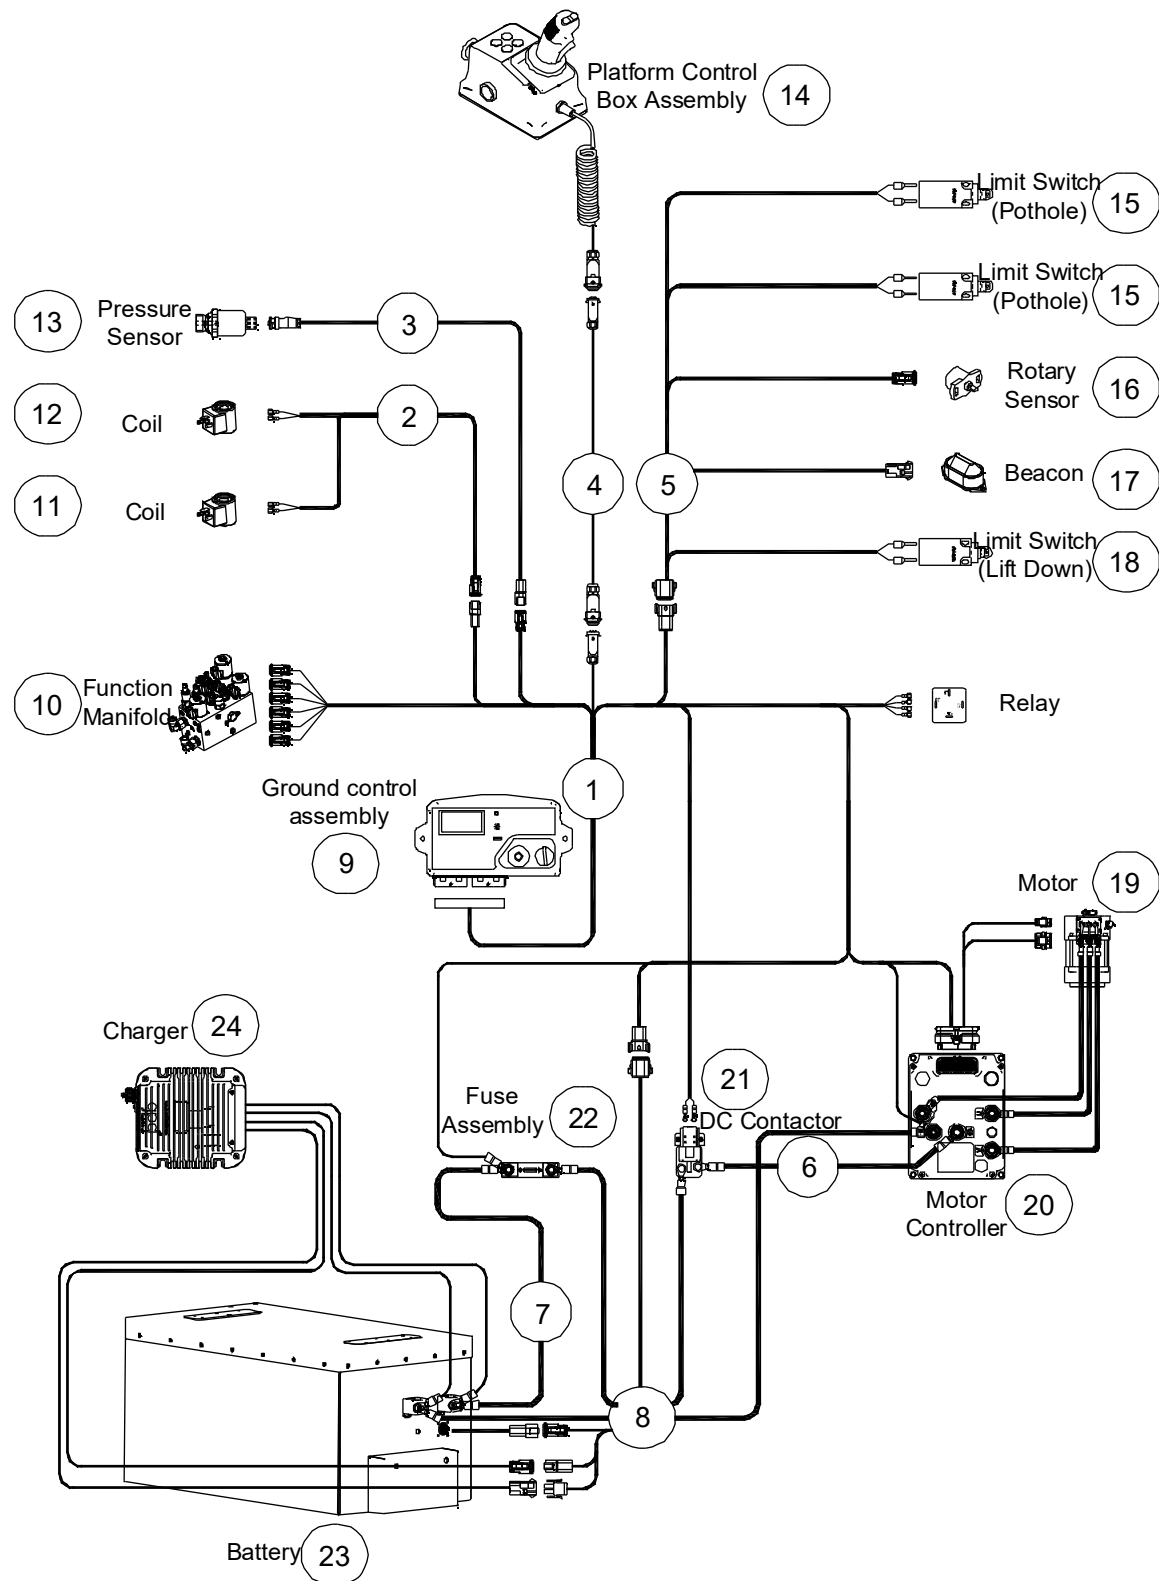 Platform Control
Box Assembly
14
Limit Switch
(Pothole)
15
Limit Switch
(Pothole)
15
13
Pressure
Sensor
3
Rotary
Sensor
16
12
Coil
2
11
Coil
4
5
Beacon
17
Limit Switch
(Lift Down)
18
10
Function
Manifold
Relay
1
Ground control
assembly
9
Motor
19
Charger
24
21
Fuse
Assembly
22
DC Contactor
6
Motor
Controller
20
7
8
Battery
23